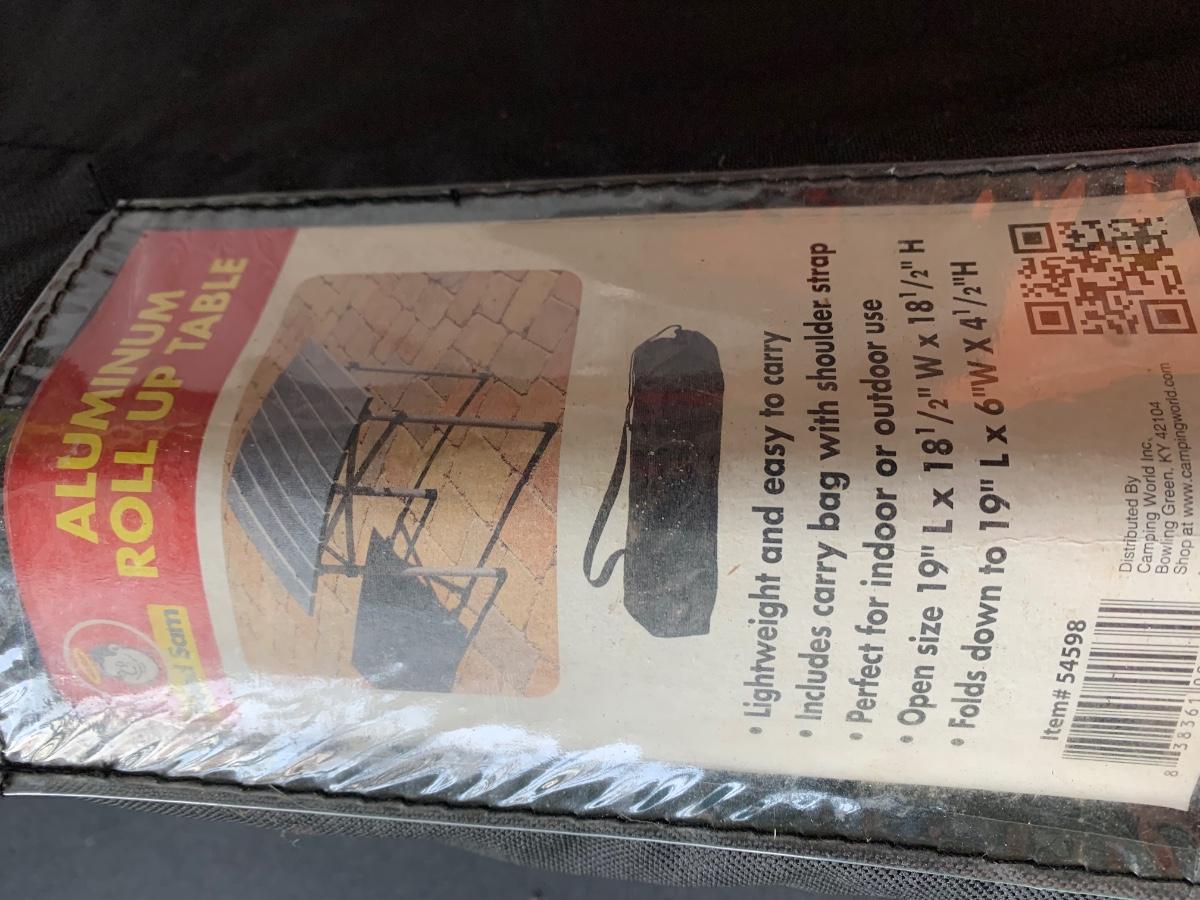 ALUMINUM
ROLL UP TABLE
Sam
• Lightweight and easy to carry
• Includes carry bag with shoulder strap
• Perfect for indoor or outdoor use
• Open size 19" L x 18 1/2" W x 18 1/2" H
• Folds down to 19" L x 6"W X 4 1/2"H
Item# 54598
8 38361
Distributed By
Camping World Inc.
Bowling Green, KY 42104
Shop at www.campingworld.com